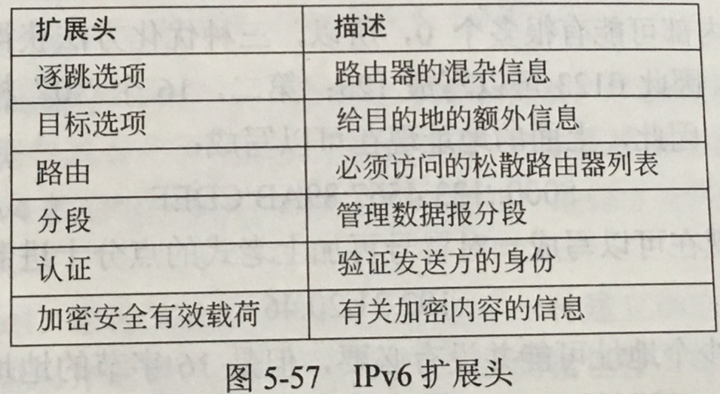 扩展头 描述
逐跳选项 路由器的混杂信息
目标选项 给目的地的额外信息
路由 必须访问的松散路由器列表
分段 管理数据报分段
认证 验证发送方的身份
加密安全有效载荷 有关加密内容的信息
图 5-57 IPv6 扩展头